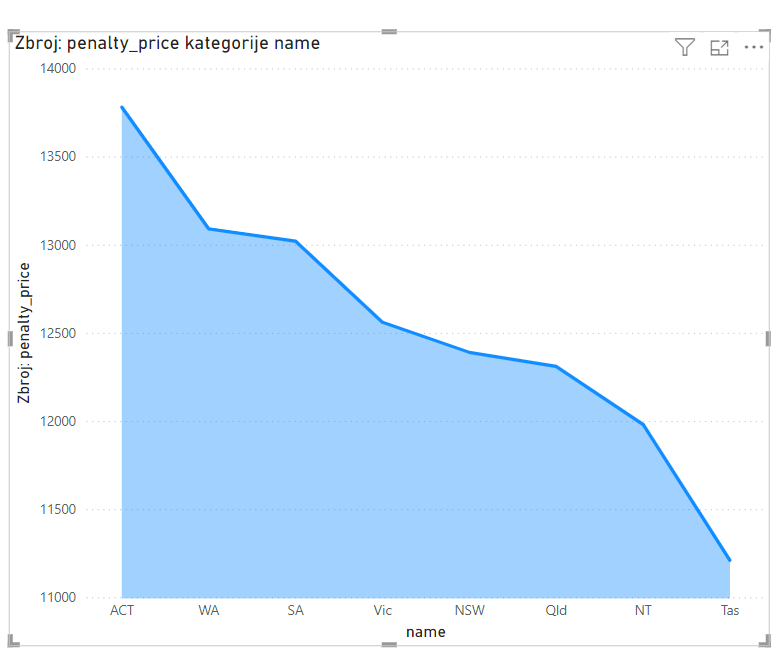 Zbroj: penalty_price kategorije name
14000
13500
13000
12500
12000
11500
11000
Zbroj: penalty_price
ACT WA SA Vic NSW Qld NT Tas
name